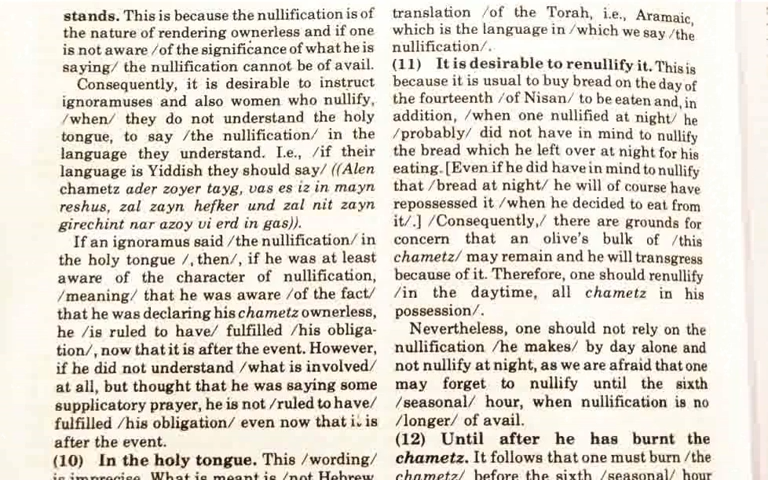 stands. This is because the nullification is of
the nature of rendering ownerless and if one
is not aware /of the significance of what he is
saying/ the nullification cannot be of avail.
Consequently, it is desirable to instruct
ignoramuses and also women who nullify,
/when/ they do not understand the holy
tongue, to say /the nullification/ in the
language they understand. I.e., /if their
language is Yiddish they should say/ ((Alen
chametz ader zoyer tayg, vas es iz in mayn
reshus, zal zayn hefker und zal nit zayn
girechint nar azoy vi erd in gas)).
If an ignoramus said /the nullification/ in
the holy tongue /, then/, if he was at least
aware of the character of nullification,
/meaning/ that he was aware /of the fact/
that he was declaring his chametz ownerless,
he /is ruled to have/ fulfilled /his obliga-
tion/, now that it is after the event. However,
if he did not understand /what is involved/
at all, but thought that he was saying some
supplicatory prayer, he is not /ruled to have/
fulfilled /his obligation/ even now that it is
after the event.
(10) In the holy tongue. This /wording/
is imprecise. What is meant is /not Hebrew
translation /of the Torah, i.e., Aramaic,
which is the language in /which we say /the
nullification/.
(11) It is desirable to renullify it. This is
because it is usual to buy bread on the day of
the fourteenth /of Nisan/ to be eaten and, in
addition, /when one nullified at night/ he
/probably/ did not have in mind to nullify
the bread which he left over at night for his
eating. [Even if he did have in mind to nullify
that /bread at night/ he will of course have
repossessed it /when he decided to eat from
it/.] /Consequently,/ there are grounds for
concern that an olive's bulk of /this
chametz/ may remain and he will transgress
because of it. Therefore, one should renullify
/in the daytime, all chametz in his
possession/.
Nevertheless, one should not rely on the
nullification /he makes/ by day alone and
not nullify at night, as we are afraid that one
may forget to nullify until the sixth
/seasonal/ hour, when nullification is no
/longer/ of avail.
(12) Until after he has burnt the
chametz. It follows that one must burn /the
chametz/ before the sixth /seasonal/ hour